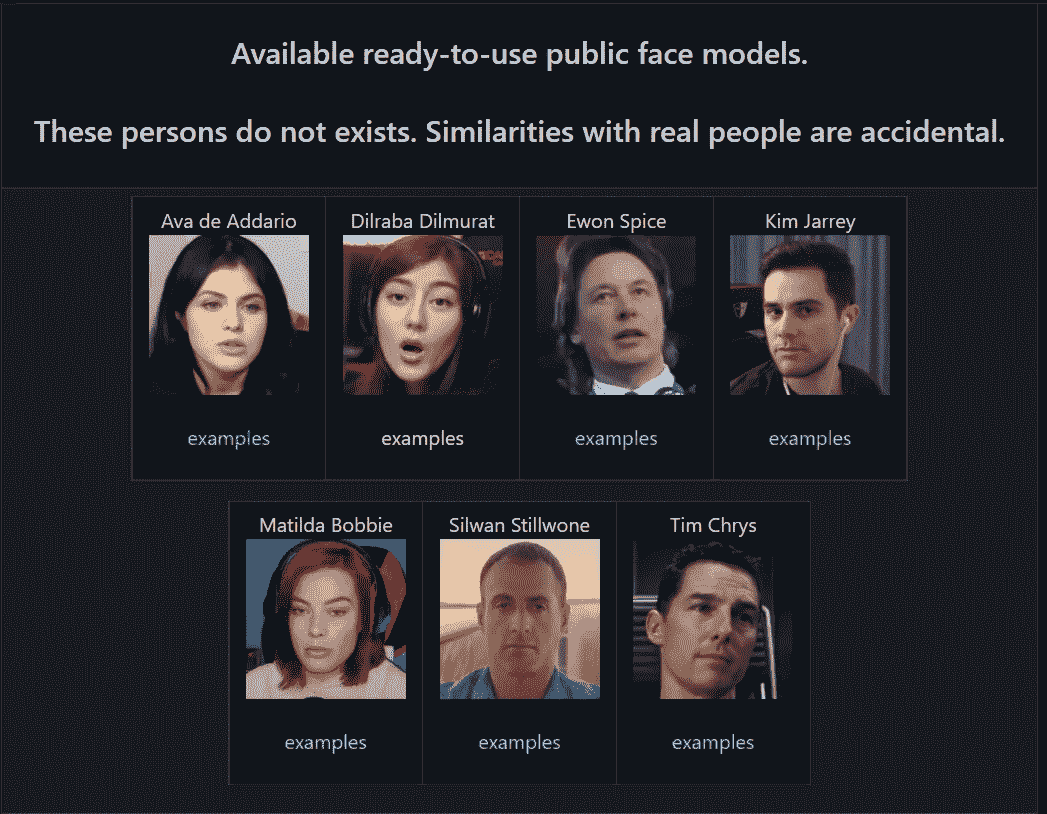 Available ready-to-use public face models.
These persons do not exists. Similarities with real people are accidental.
Ava de Addario
Dilraba Dilmurat
Ewon Spice
Kim Jarrey
examples
examples
examples
examples
Matilda Bobbie
Silwan Stillwone
Tim Chrys
examples
examples
examples